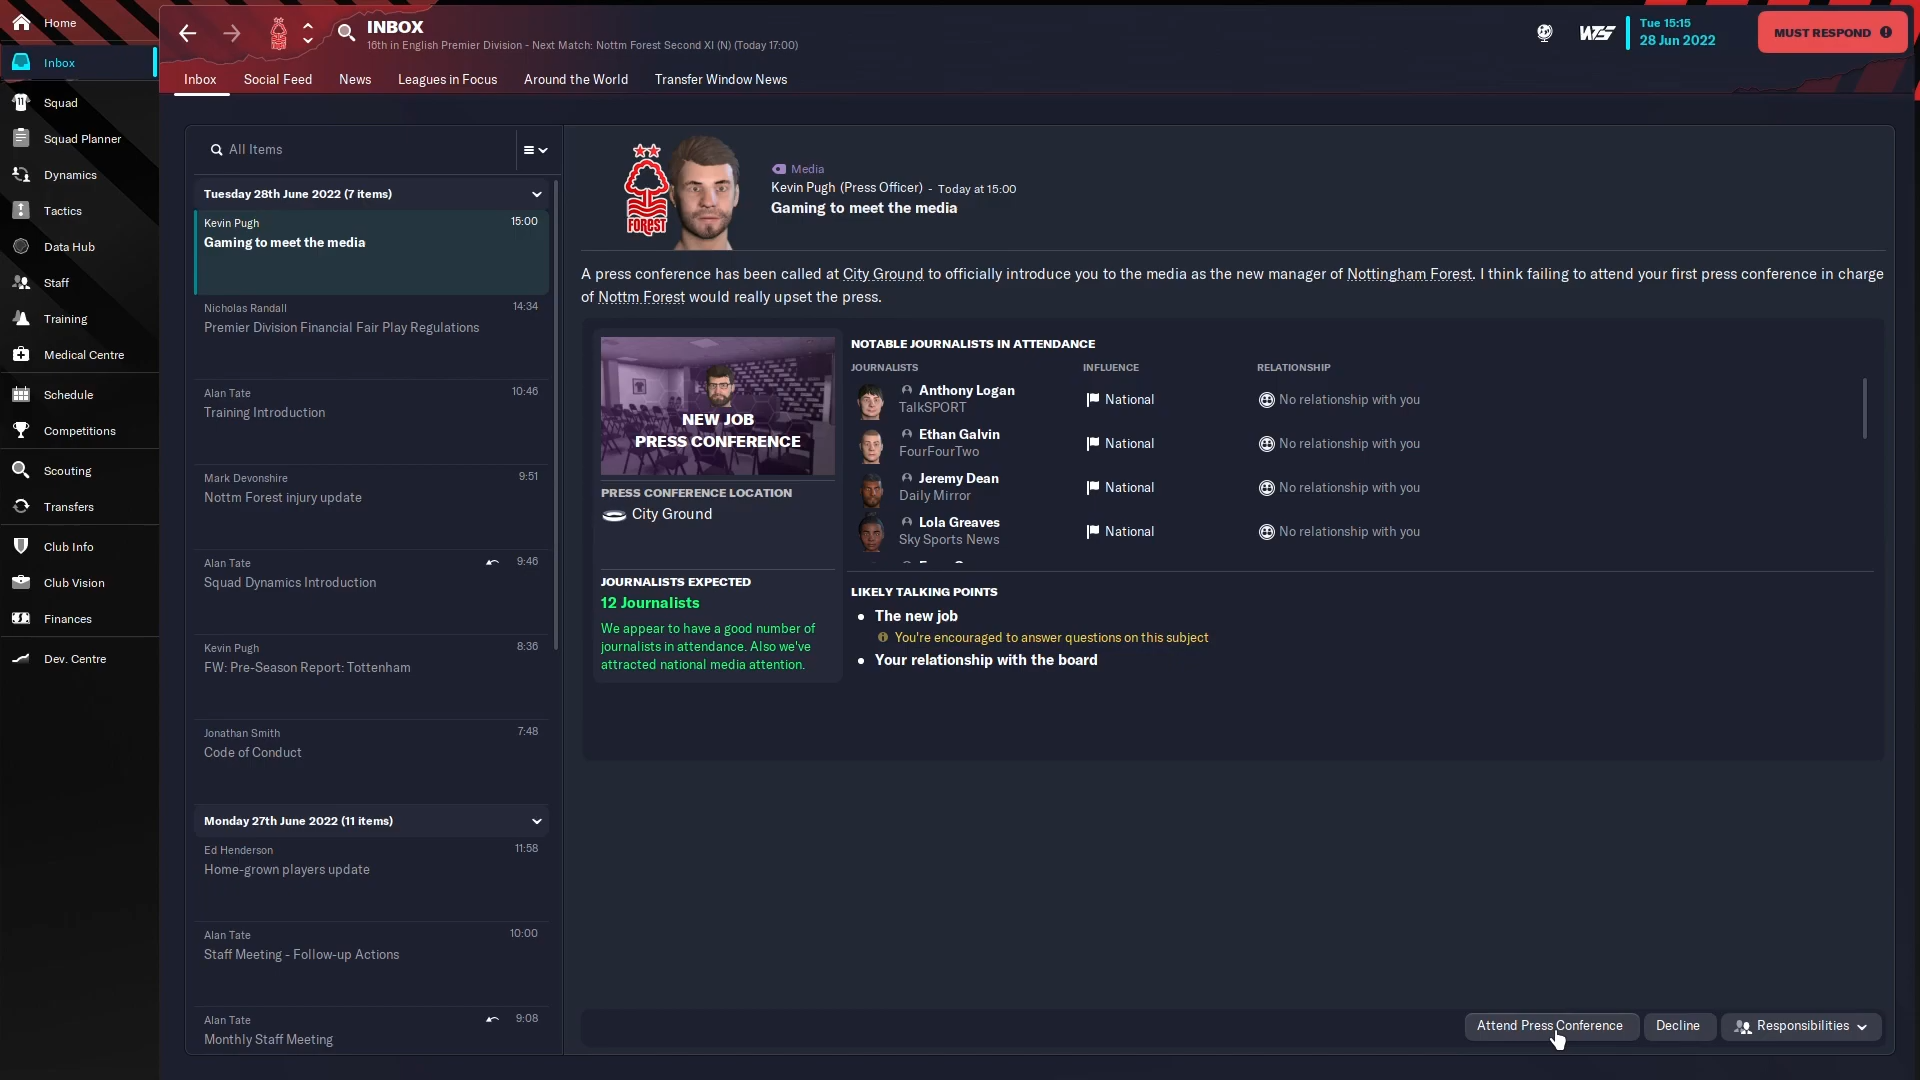 Home
Inbox
Squad
Squad Planner
Dynamics
Tactics
Data Hub
Staff
Training
Medical Centre
Schedule
Competitions
Scouting
Transfers
Club Info
Club Vision
Finances
Dev. Centre
INBOX
16th in English Premier Division - Next Match: Nottm Forest Second XI (N) (Today 17:00)
Tue 15:15
28 Jun 2022
MUST RESPOND
Inbox
Social Feed
News
Leagues in Focus
Around the World
Transfer Window News
All Items
Tuesday 28th June 2022 (7 items)
Kevin Pugh 15:00
Gaming to meet the media
Nicholas Randall 14:34
Premier Division Financial Fair Play Regulations
Alan Tate 10:46
Training Introduction
Mark Devonshire 9:51
Nottm Forest injury update
Alan Tate 9:46
Squad Dynamics Introduction
Kevin Pugh 8:36
FW: Pre-Season Report: Tottenham
Jonathan Smith 7:48
Code of Conduct
Monday 27th June 2022 (11 items)
Ed Henderson 11:58
Home-grown players update
Alan Tate 10:00
Staff Meeting - Follow-up Actions
Alan Tate 9:08
Monthly Staff Meeting
FOREST
Media
Kevin Pugh (Press Officer) - Today at 15:00
Gaming to meet the media
A press conference has been called at City Ground to officially introduce you to the media as the new manager of Nottingham Forest. I think failing to attend your first press conference in charge
of Nottm Forest would really upset the press.
NEW JOB
PRESS CONFERENCE
PRESS CONFERENCE LOCATION
City Ground
JOURNALISTS EXPECTED
12 Journalists
We appear to have a good number of
journalists in attendance. Also we've
attracted national media attention.
NOTABLE JOURNALISTS IN ATTENDANCE
JOURNALISTS INFLUENCE RELATIONSHIP
Anthony Logan
TalkSPORT
National
No relationship with you
Ethan Galvin
FourFourTwo
National
No relationship with you
Jeremy Dean
Daily Mirror
National
No relationship with you
Lola Greaves
Sky Sports News
National
No relationship with you
LIKELY TALKING POINTS
The new job
You're encouraged to answer questions on this subject
Your relationship with the board
Attend Press Conference
Decline
Responsibilities